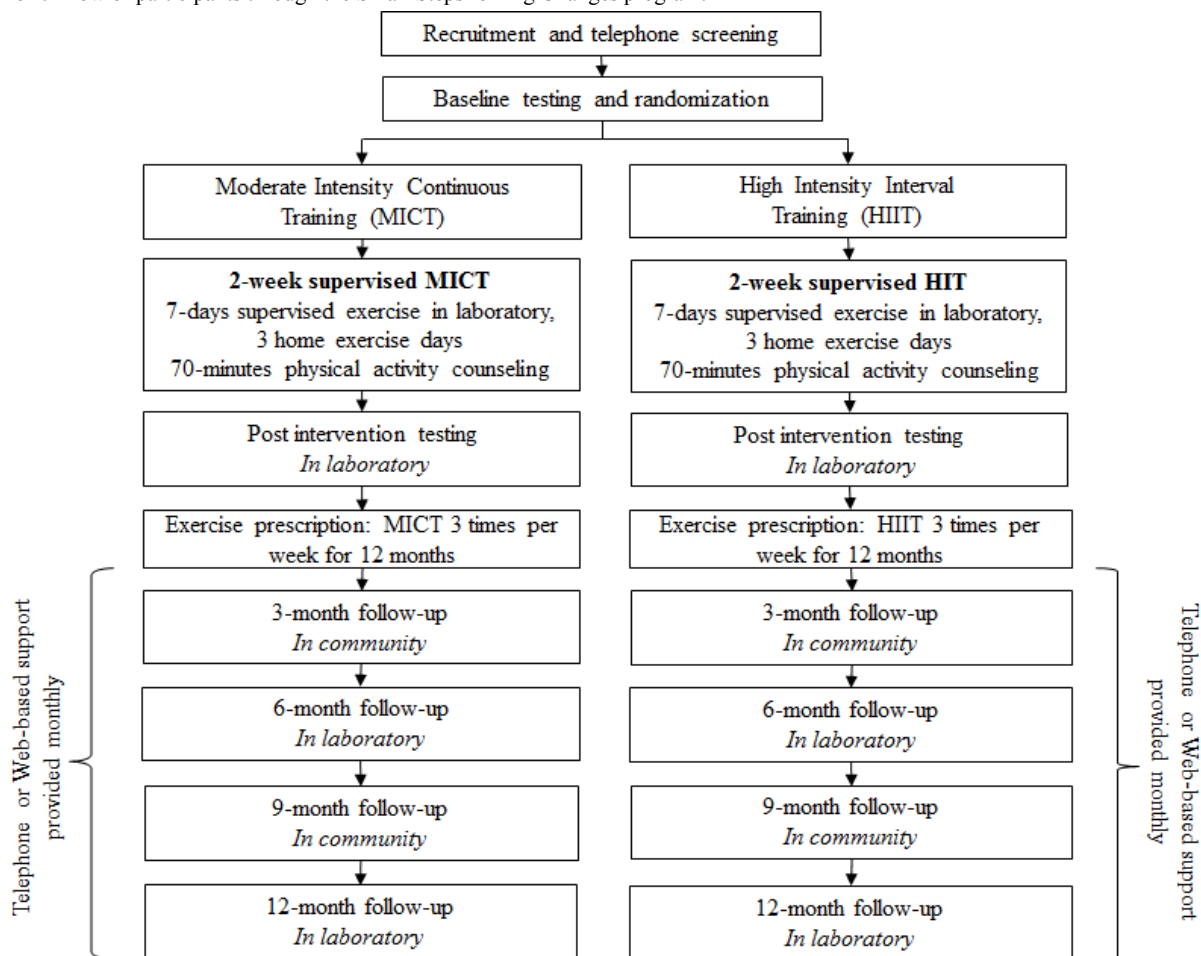 Recruitment and telephone screening
Baseline testing and randomization
Moderate Intensity Continuous
Training (MICT)
2-week supervised MICT
7-days supervised exercise in laboratory,
3 home exercise days
70-minutes physical activity counseling
Post intervention testing
In laboratory
Exercise prescription: MICT 3 times per
week for 12 months
3-month follow-up
In community
6-month follow-up
In laboratory
9-month follow-up
In community
12-month follow-up
In laboratory
Telephone or Web-based support
provided monthly
High Intensity Interval
Training (HIIT)
2-week supervised HIT
7-days supervised exercise in laboratory,
3 home exercise days
70-minutes physical activity counseling
Post intervention testing
In laboratory
Exercise prescription: HIIT 3 times per
week for 12 months
3-month follow-up
In community
6-month follow-up
In laboratory
9-month follow-up
In community
12-month follow-up
In laboratory
Telephone or Web-based support
provided monthly